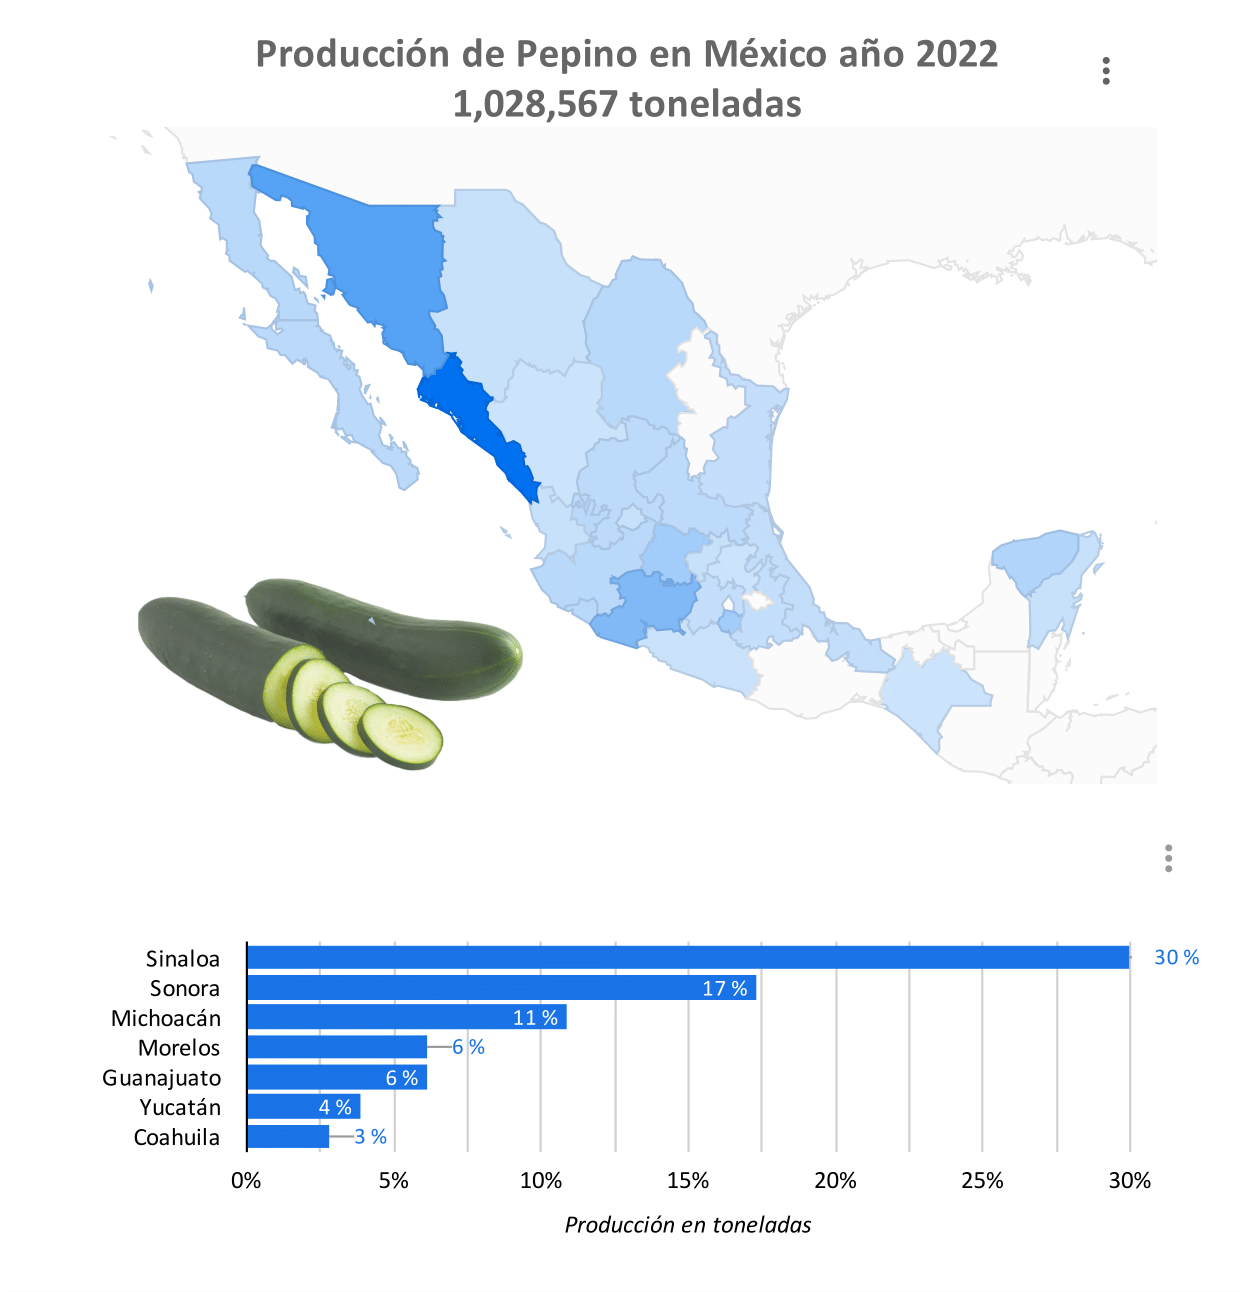 Producción de Pepino en México año 2022
1,028,567 toneladas
Sinaloa 30 %
Sonora 17 %
Michoacán 11 %
Morelos 6 %
Guanajuato 6 %
Yucatán 4 %
Coahuila 3 %
0% 5% 10% 15% 20% 25% 30%
Producción en toneladas